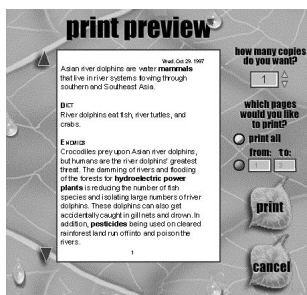 print preview
how many copies
do you want?
1
which pages
would you like
to print?
print all
from: to:
1 3
print
cancel
Wed, Oct 29, 1997
Asian river dolphins are water mammals
that live in river systems flowing through
southern and Southeast Asia.
DIET
River dolphins eat fish, river turtles, and
crabs.
ENEMIES
Crocodiles prey upon Asian river dolphins,
but humans are the river dolphins' greatest
threat. The damming of rivers and flooding
of the forests for hydroelectric power
plants is reducing the number of fish
species and isolating large numbers of river
dolphins. These dolphins can also get
accidentally caught in gill nets and drown. In
addition, pesticides being used on cleared
rainforest land run off into and poison the
rivers.
1